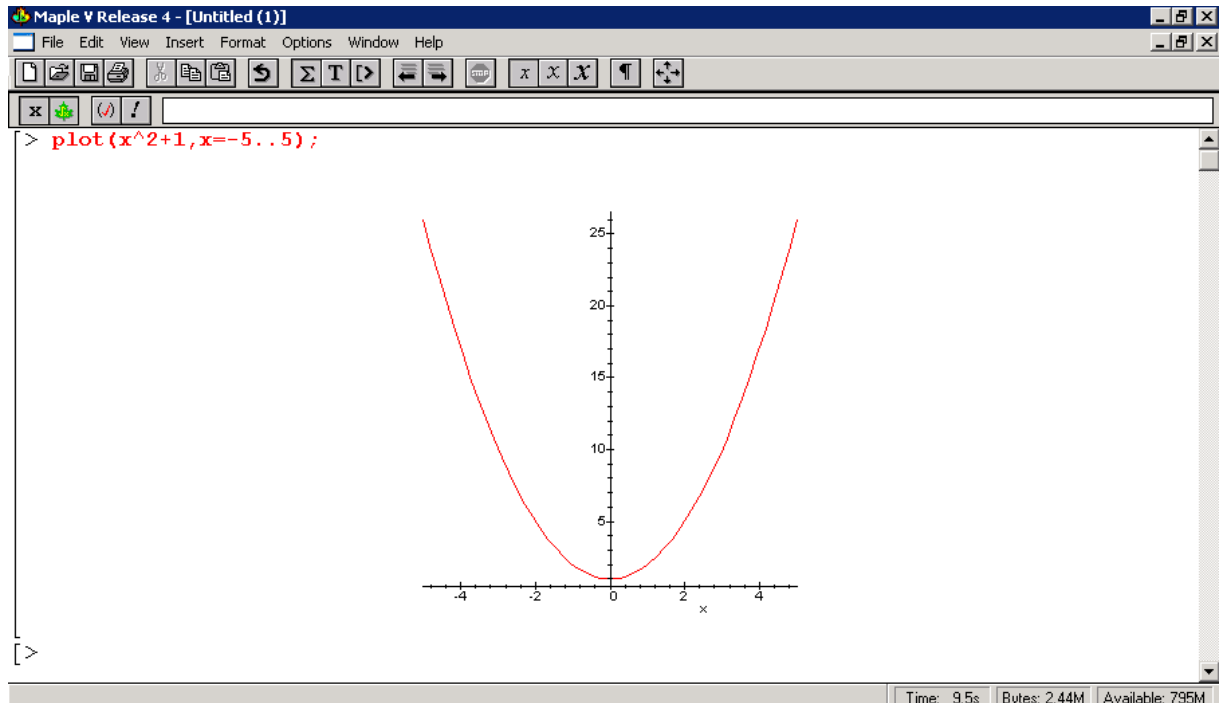 Maple V Release 4 - [Untitled (1)]
File Edit View Insert Format Options Window Help
Σ T [> STOP x x x ¶
x (√) !
[> plot(x^2+1,x=-5..5);
25
20
15
10
5
-4 -2 0 2 4
x
[>
Time: 9.5s Bytes: 2.44M Available: 795M